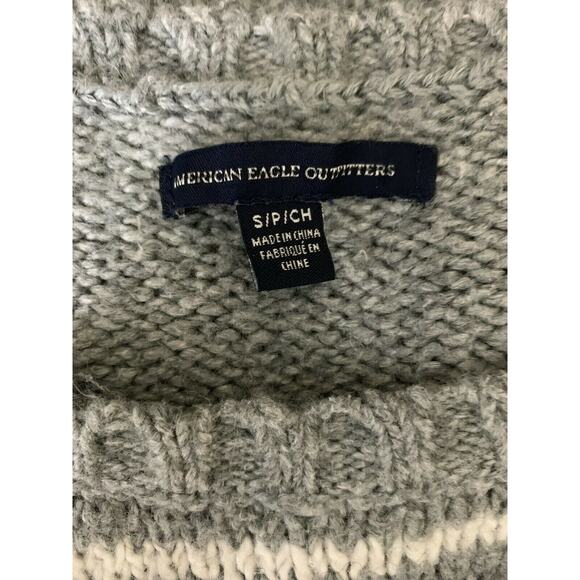 AMERICAN EAGLE OUTFITTERS
S/P/CH
MADE IN CHINA
FABRIQUÉ EN
CHINE